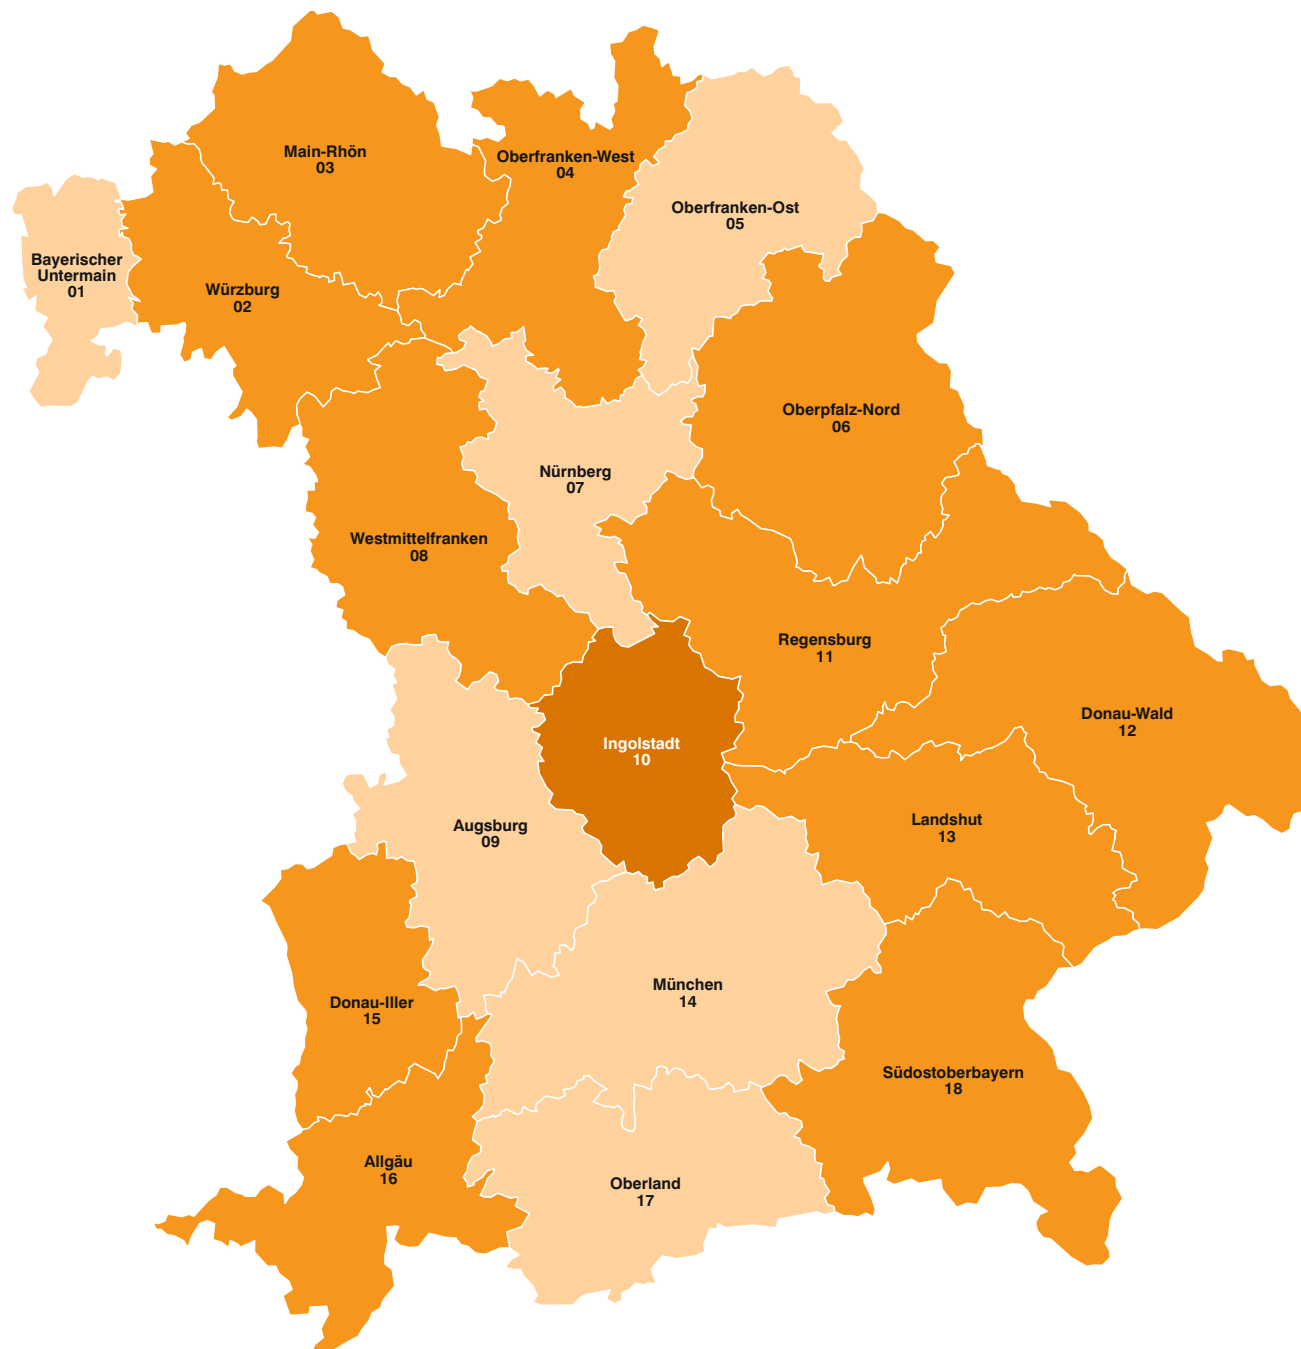 Main-Rhön
03
Oberfranken-West
04
Oberfranken-Ost
05
Bayerischer
Untermain
01
Würzburg
02
Oberpfalz-Nord
06
Nürnberg
07
Westmittelfranken
08
Regensburg
11
Donau-Wald
12
Ingolstadt
10
Augsburg
09
Landshut
13
München
14
Donau-Iller
15
Südostoberbayern
18
Allgäu
16
Oberland
17